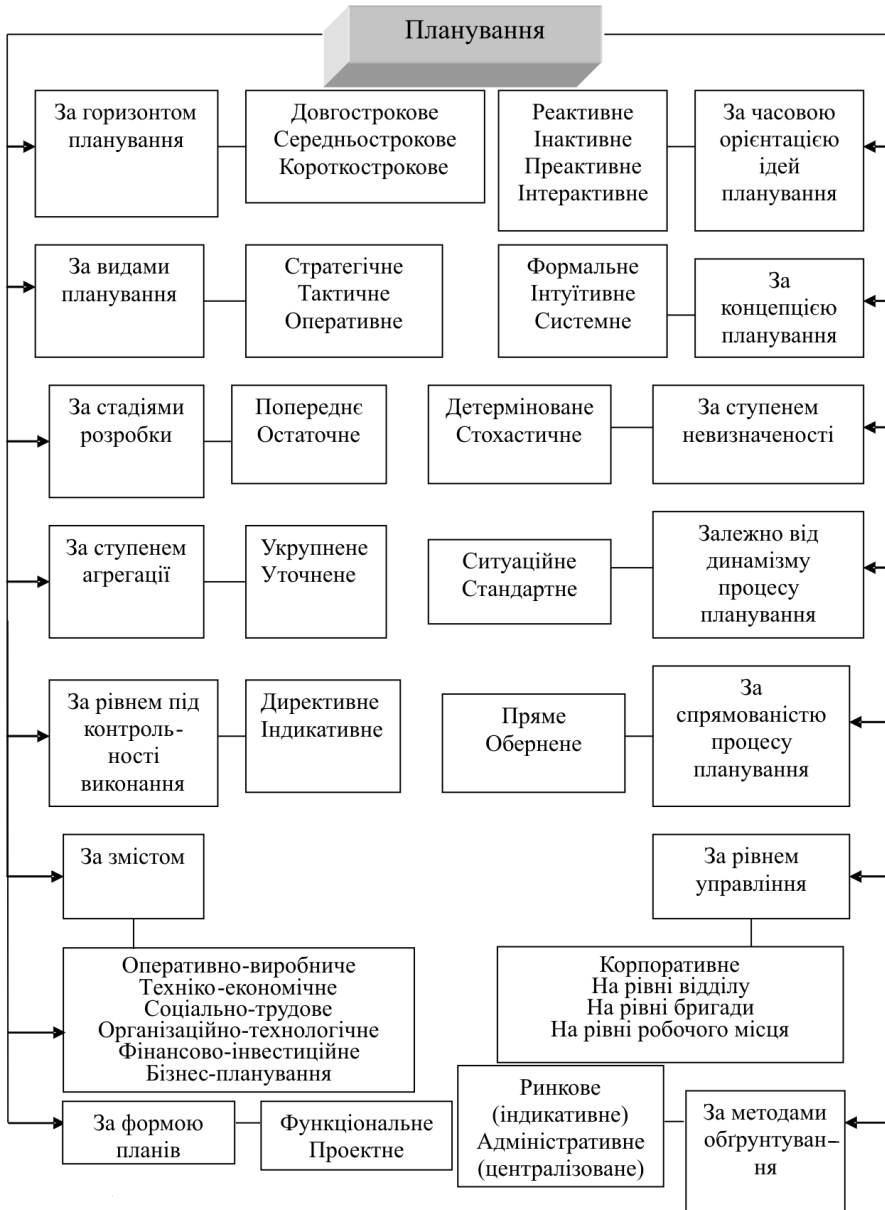 Планування
За горизонтом
планування
Довгострокове
Середньострокове
Короткострокове
Реактивне
Інактивне
Преактивне
Інтерактивне
За часовою
орієнтацією
ідей
планування
За видами
планування
Стратегічне
Тактичне
Оперативне
Формальне
Інтуїтивне
Системне
За
концепцією
планування
За стадіями
розробки
Попереднє
Остаточне
Детерміноване
Стохастичне
За ступенем
невизначеності
За ступенем
агрегації
Укрупнене
Уточнене
Ситуаційне
Стандартне
Залежно від
динамізму
процесу
планування
За рівнем під
контроль-
ності
виконання
Директивне
Індикативне
Пряме
Обернене
За
спрямованістю
процесу
планування
За змістом
За рівнем
управління
Оперативно-виробниче
Техніко-економічне
Соціально-трудове
Організаційно-технологічне
Фінансово-інвестиційне
Бізнес-планування
Корпоративне
На рівні відділу
На рівні бригади
На рівні робочого місця
За формою
планів
Функціональне
Проектне
Ринкове
(індикативне)
Адміністративне
(централізоване)
За методами
обґрунтуван–
ня